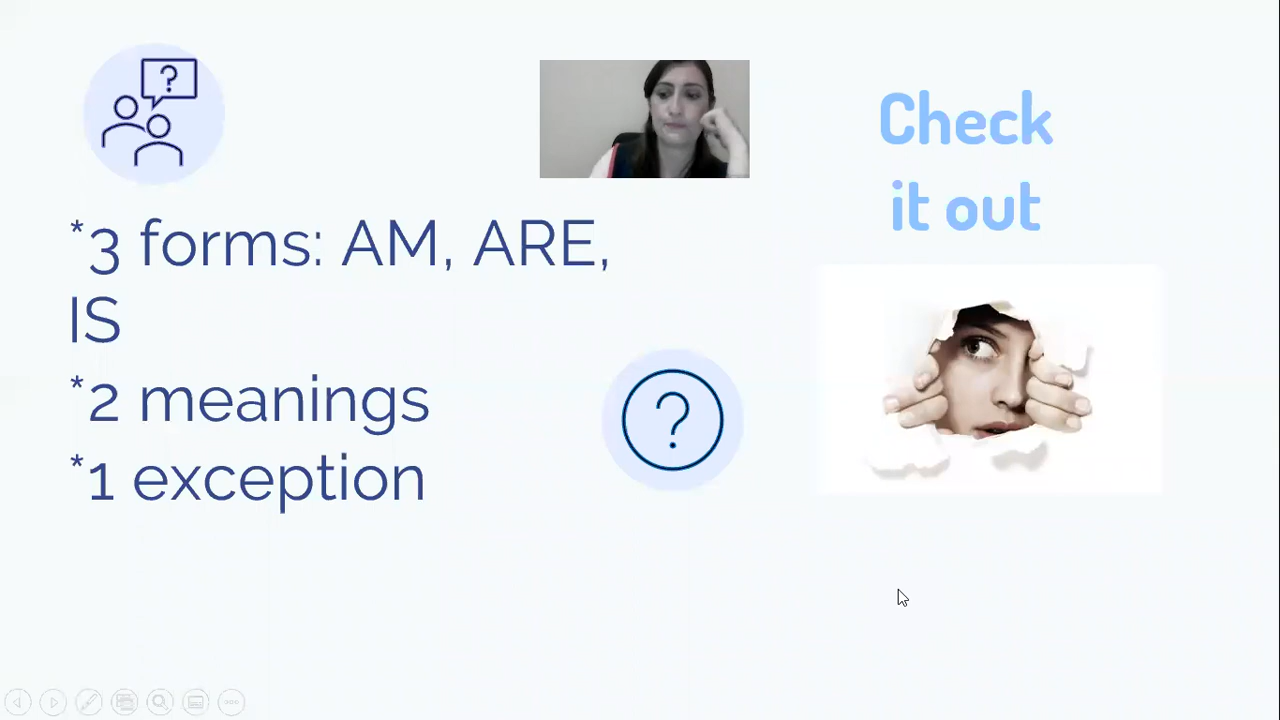 ?
Check
it out
*3 forms: AM, ARE,
IS
*2 meanings
*1 exception
?